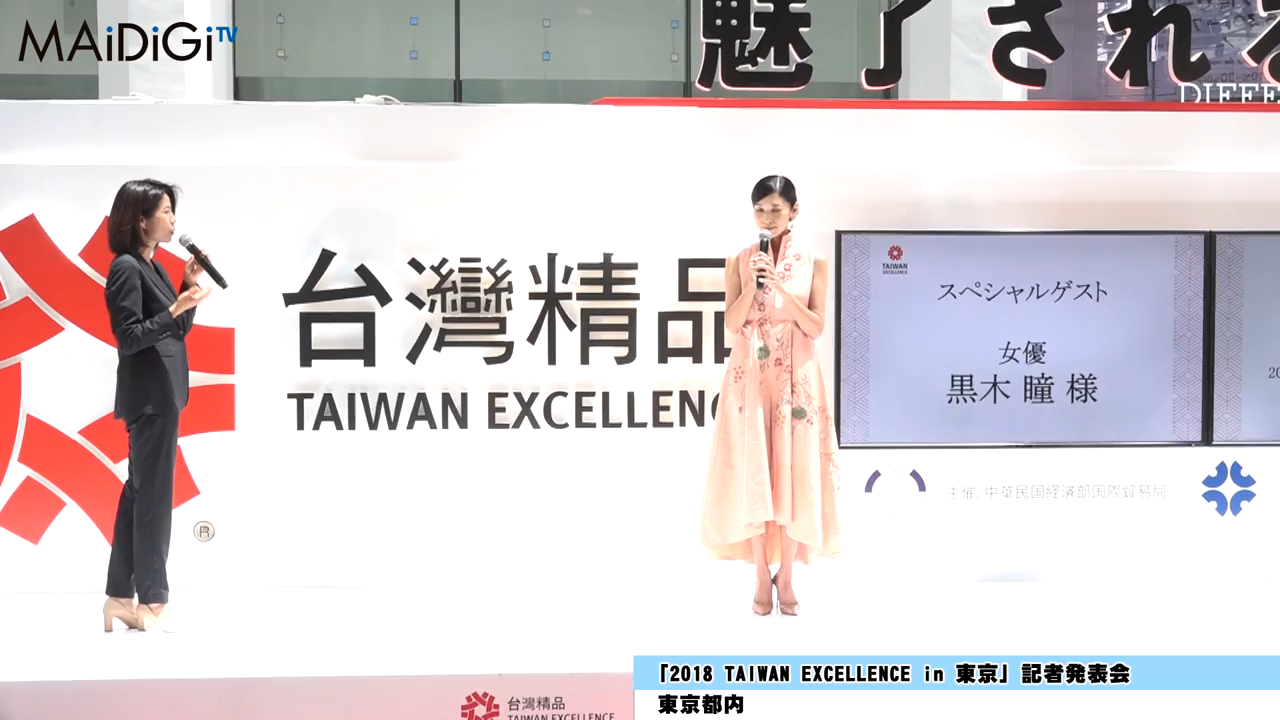 MAiDiGiTV
魅了される
DIFFE
台灣精品
TAIWAN EXCELLENC
TAIWAN
EXCELLENCE
スペシャルゲスト
女優
黒木 瞳 様
20
主催: 中華民国経済部国際貿易局
R
台灣精品
TAIWAN EXCELLENCE
「2018 TAIWAN EXCELLENCE in 東京」記者発表会
東京都内